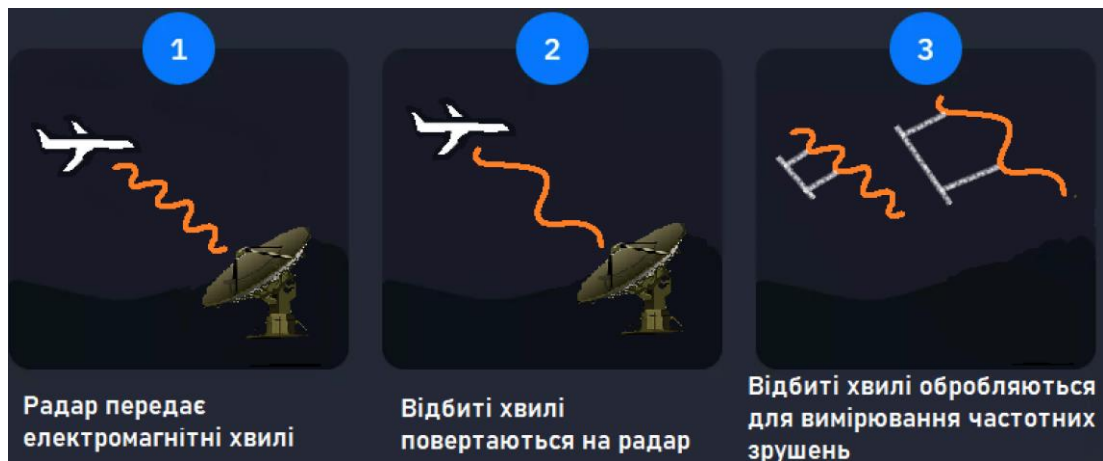 1
2
3
Радар передає
електромагнітні хвилі
Відбиті хвилі
повертаються на радар
Відбиті хвилі обробляються
для вимірювання частотних
зрушень